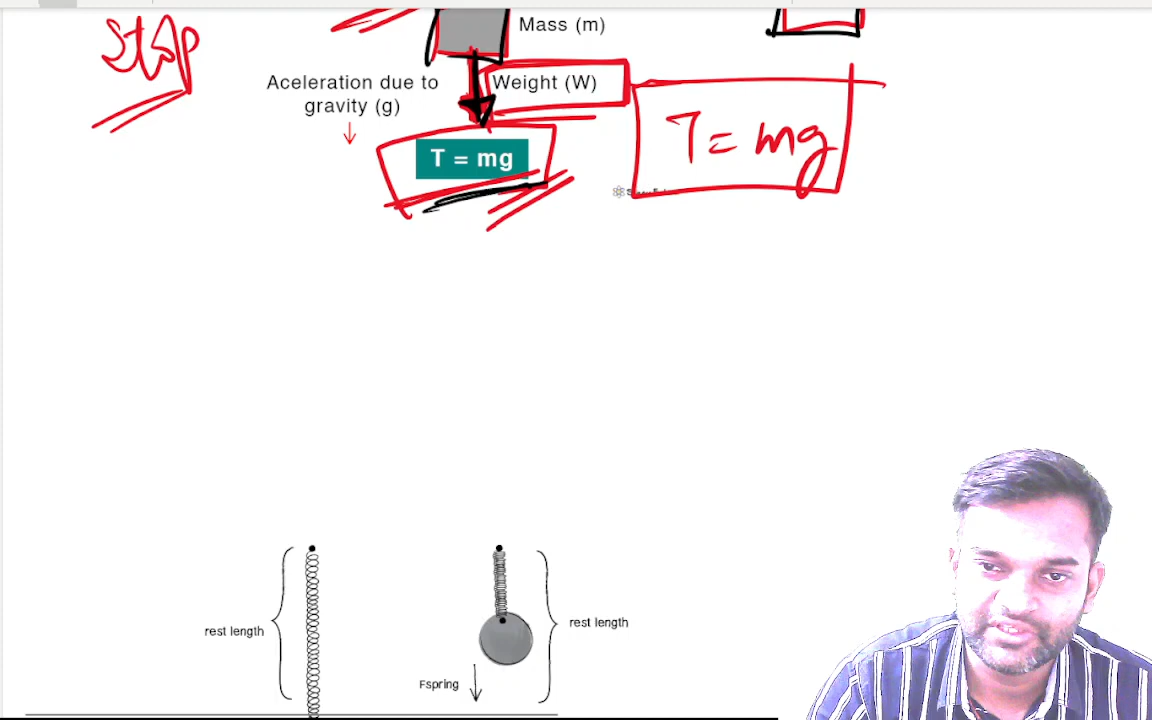 Stop
Mass (m)
Aceleration due to
gravity (g)
Weight (W)
T = mg
T = mg
rest length
rest length
Fspring